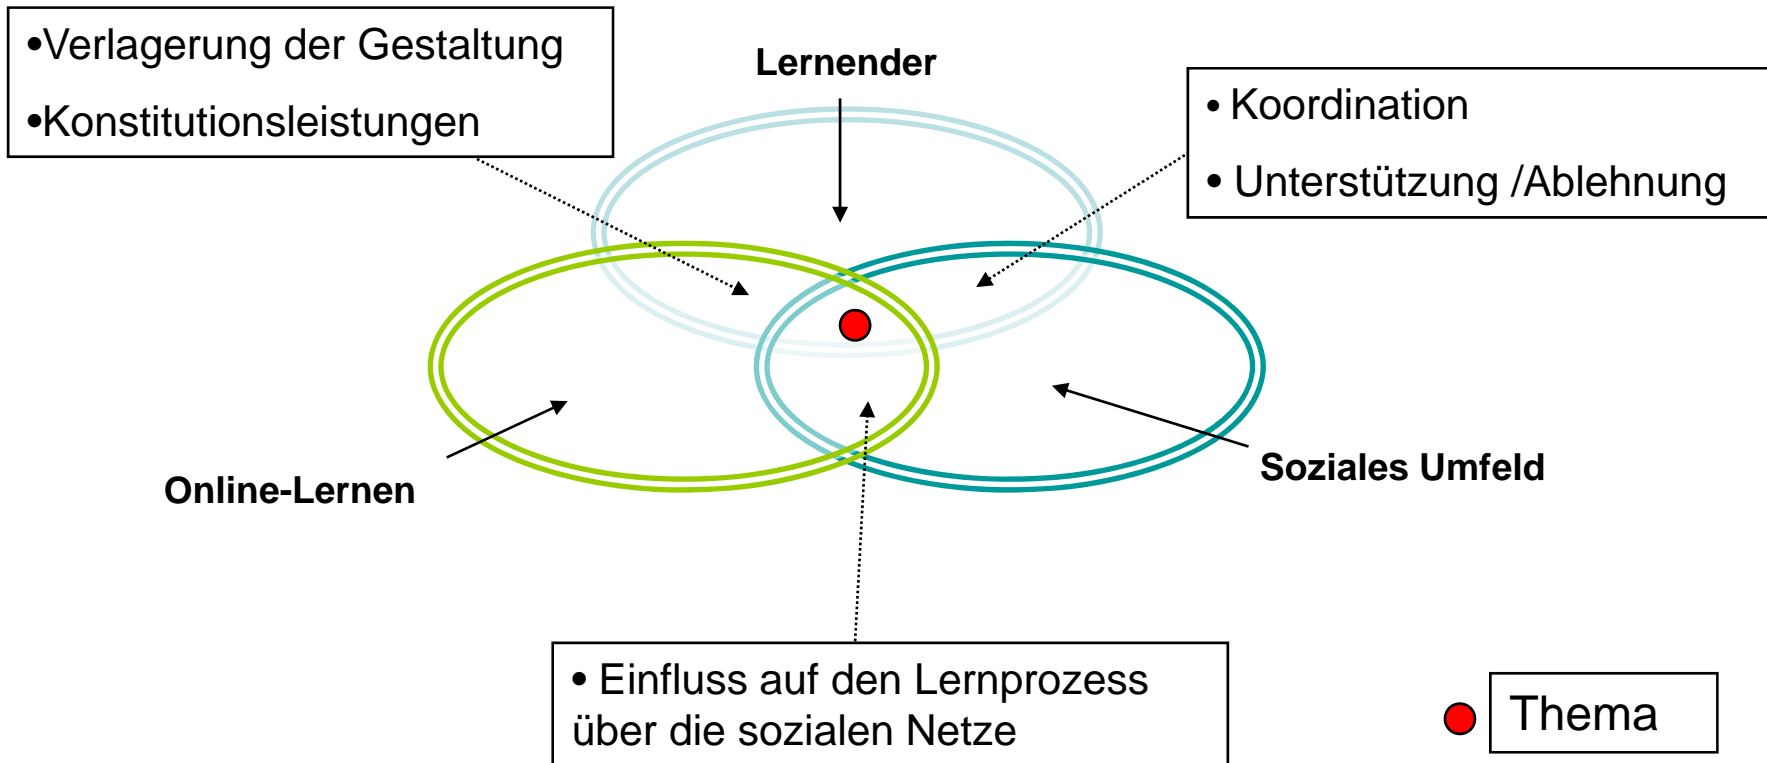 •Verlagerung der Gestaltung
•Konstitutionsleistungen
Lernender
• Koordination
• Unterstützung /Ablehnung
Online-Lernen
Soziales Umfeld
• Einfluss auf den Lernprozess
über die sozialen Netze
Thema